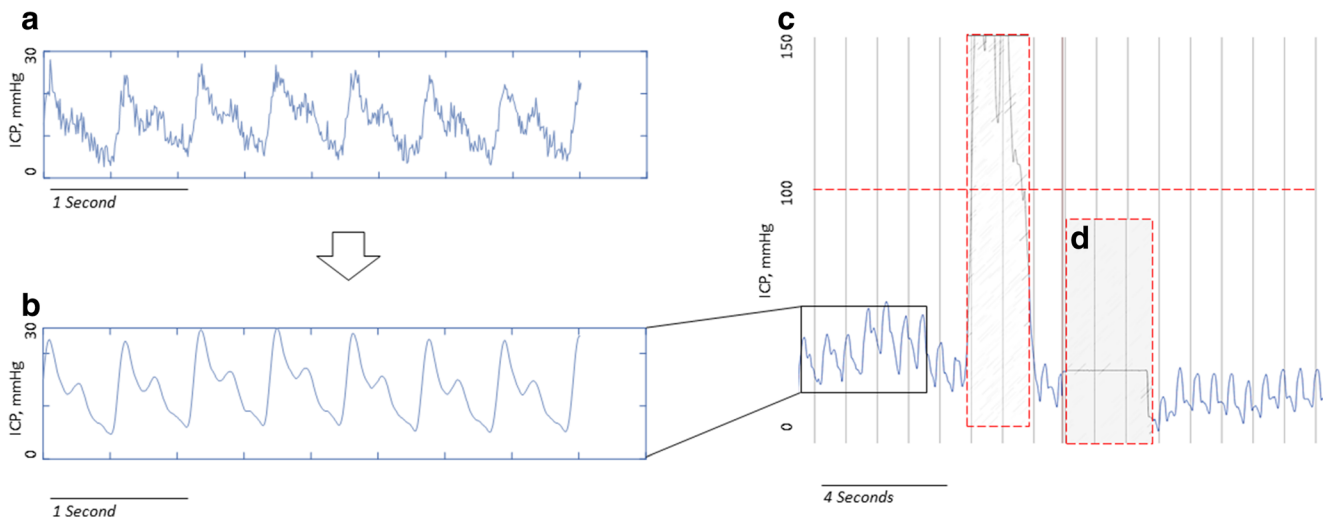 a
30
ICP, mmHg
0
1 Second
b
30
ICP, mmHg
0
1 Second
c
150
100
ICP, mmHg
d
0
4 Seconds